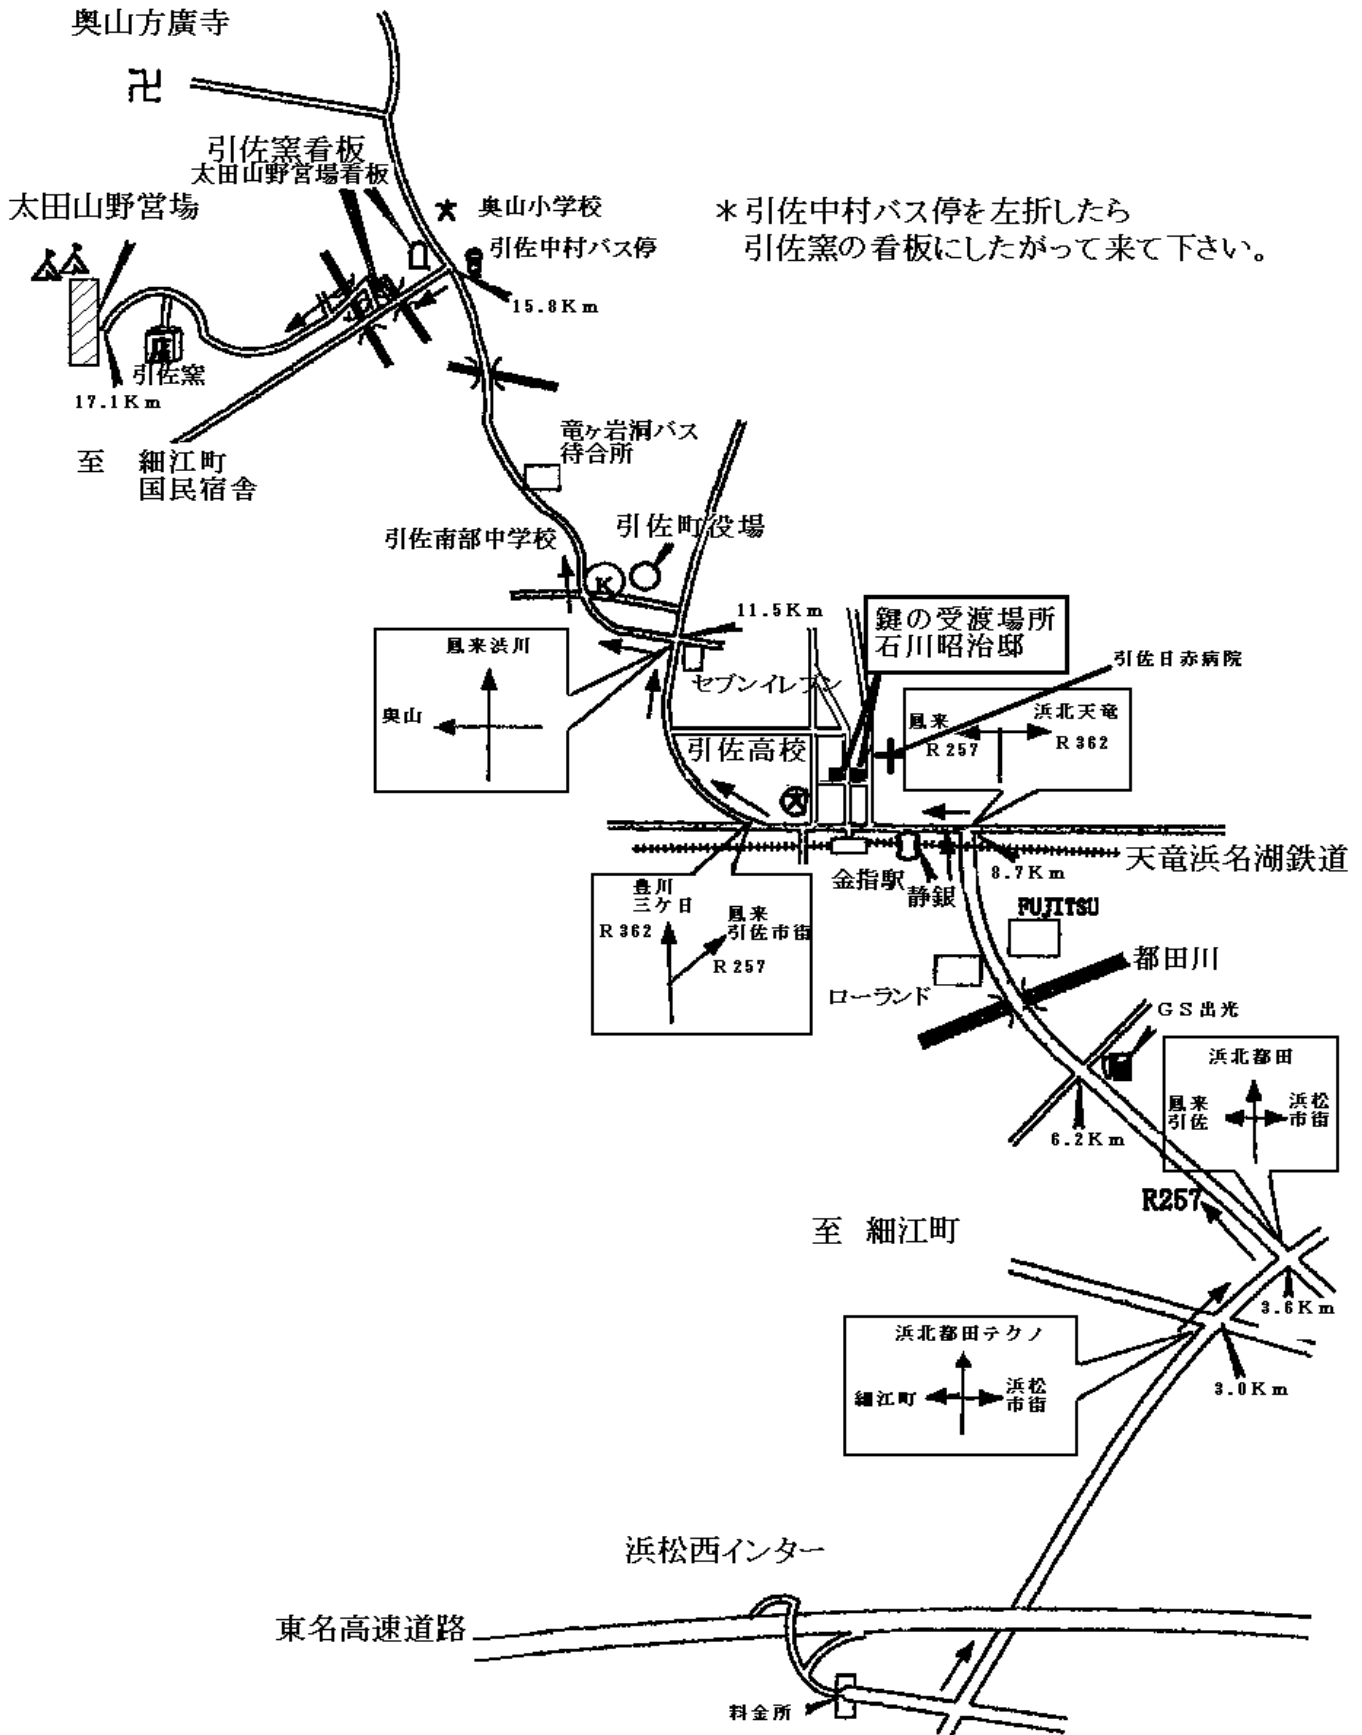 奥山方廣寺
卍
引佐窯看板
太田山野営場看板
太田山野営場
奥山小学校
引佐中村バス停
＊引佐中村バス停を左折したら
引佐窯の看板にしたがって来て下さい。
15.8Km
引佐窯
17.1Km
至 細江町
国民宿舎
竜ヶ岩洞バス
待合所
引佐南部中学校
引佐町役場
K
11.5Km
鍵の受渡場所
石川昭治邸
引佐日赤病院
鳳来渋川
奥山
セブンイレブン
鳳来
R257
浜北天竜
R362
引佐高校
天竜浜名湖鉄道
金指駅
静銀
8.7Km
豊川
三ケ日
R362
鳳来
引佐市街
R257
FUJITSU
ローランド
都田川
GS出光
浜北都田
鳳来
引佐
浜松
市街
6.2Km
R257
至 細江町
3.6Km
浜北都田テクノ
細江町
浜松
市街
3.0Km
浜松西インター
東名高速道路
料金所